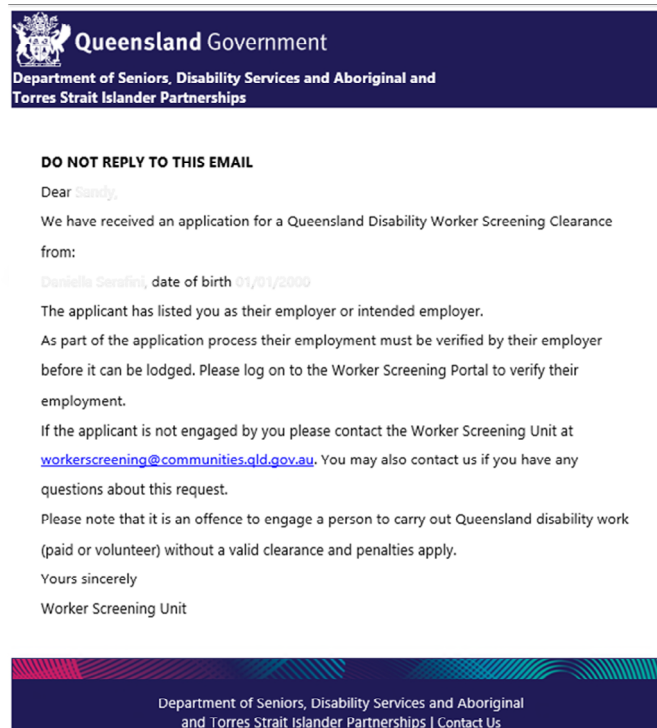 Queensland Government
Department of Seniors, Disability Services and Aboriginal and
Torres Strait Islander Partnerships
DO NOT REPLY TO THIS EMAIL
Dear Sandy,
We have received an application for a Queensland Disability Worker Screening Clearance
from:
Daniella Serafini, date of birth 01/01/2000
The applicant has listed you as their employer or intended employer.
As part of the application process their employment must be verified by their employer
before it can be lodged. Please log on to the Worker Screening Portal to verify their
employment.
If the applicant is not engaged by you please contact the Worker Screening Unit at
workerscreening@communities.qld.gov.au. You may also contact us if you have any
questions about this request.
Please note that it is an offence to engage a person to carry out Queensland disability work
(paid or volunteer) without a valid clearance and penalties apply.
Yours sincerely
Worker Screening Unit
Department of Seniors, Disability Services and Aboriginal
and Torres Strait Islander Partnerships | Contact Us